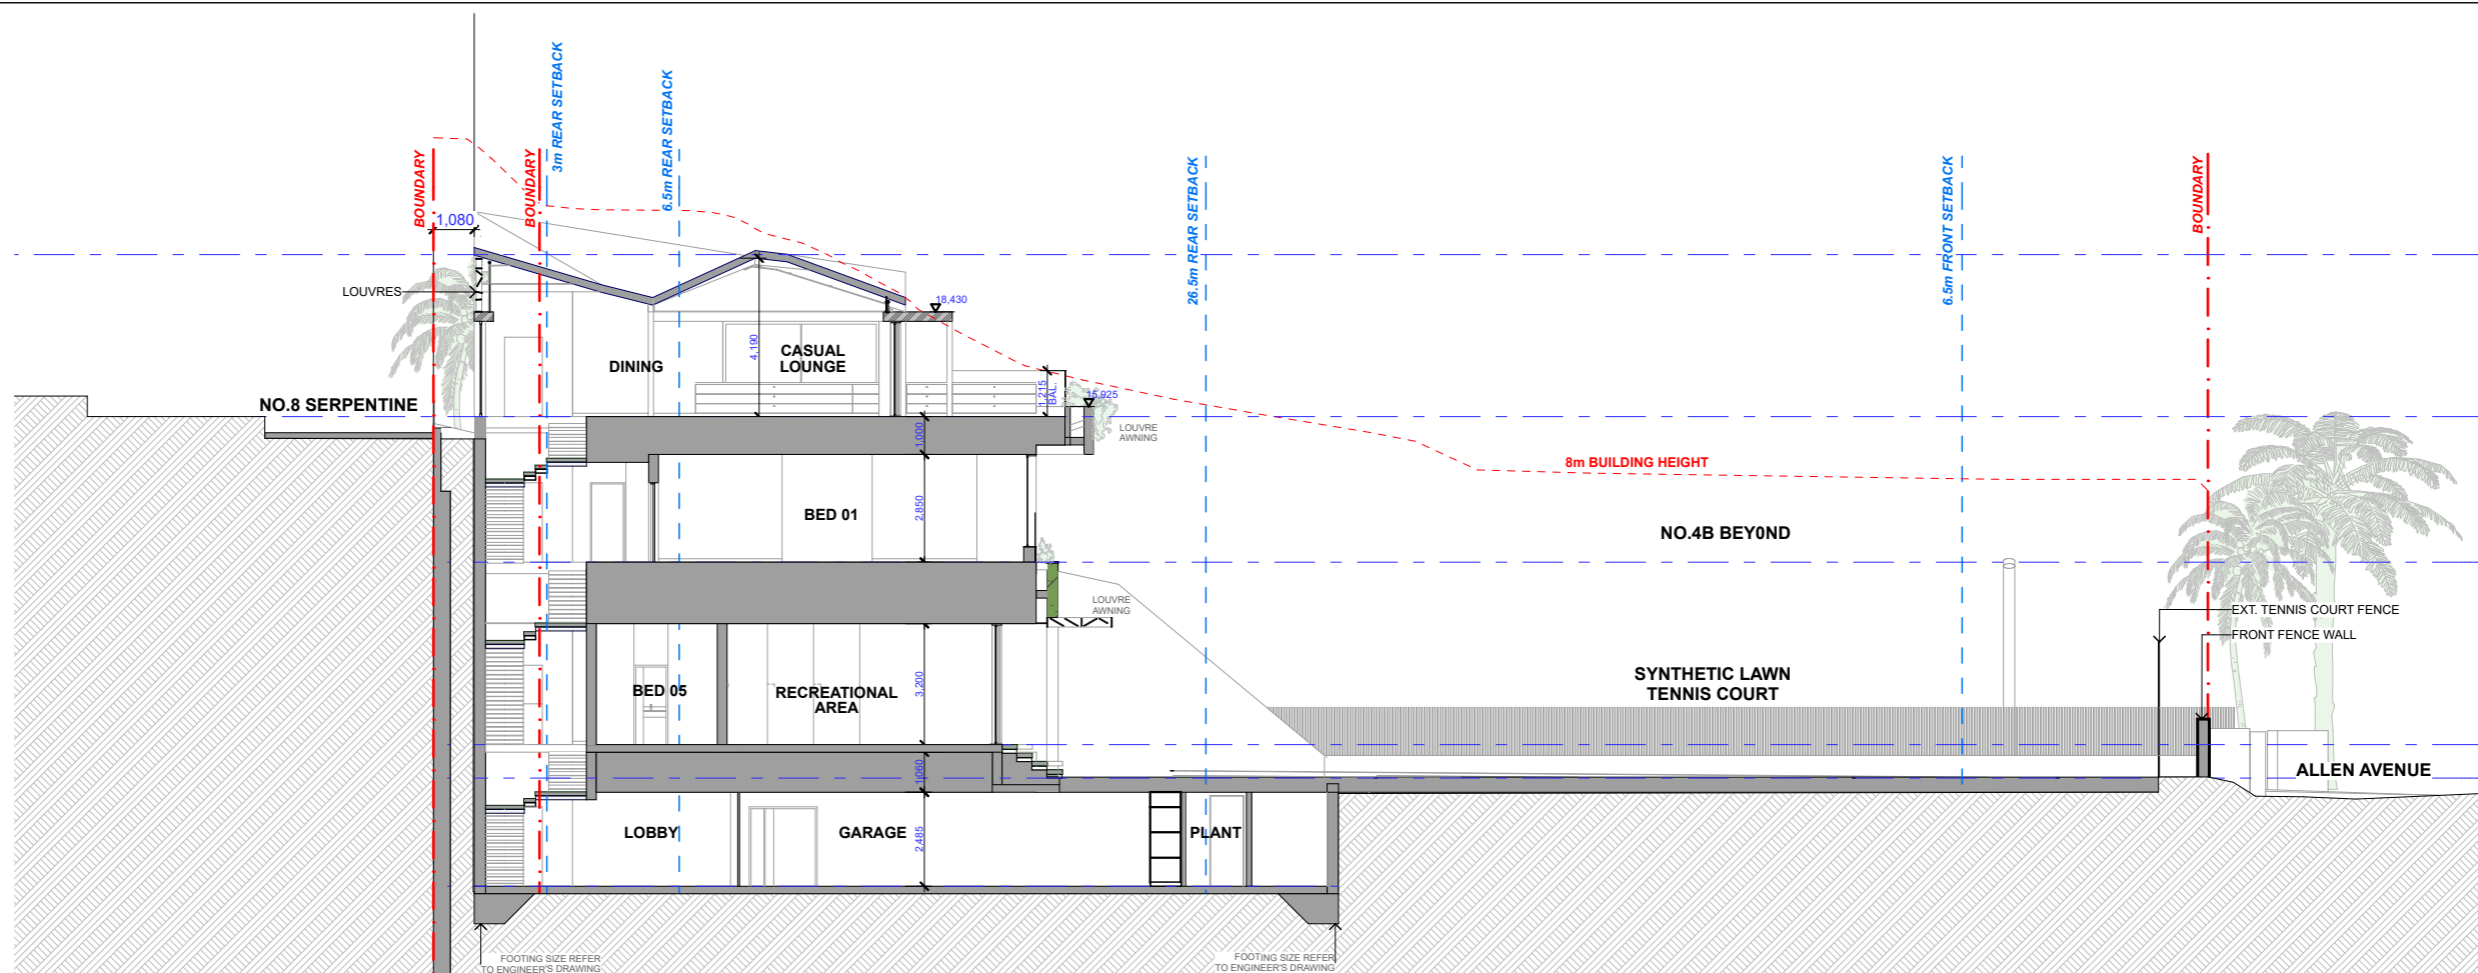 3m REAR SETBACK
6.5m REAR SETBACK
BOUNDARY
BOUNDARY
26.5m REAR SETBACK
6.5m FRONT SETBACK
BOUNDARY
1,080
LOUVRES
18,430
4,190
DINING
CASUAL
LOUNGE
1,215
BAL.
15,925
NO.8 SERPENTINE
LOUVRE
AWNING
1,000
8m BUILDING HEIGHT
BED 01
2,850
NO.4B BEY0ND
LOUVRE
AWNING
EXT. TENNIS COURT FENCE
FRONT FENCE WALL
BED 05
RECREATIONAL
AREA
3,200
SYNTHETIC LAWN
TENNIS COURT
1,060
ALLEN AVENUE
LOBBY
GARAGE
2,485
PLANT
FOOTING SIZE REFER
TO ENGINEER'S DRAWING
FOOTING SIZE REFER
TO ENGINEER'S DRAWING